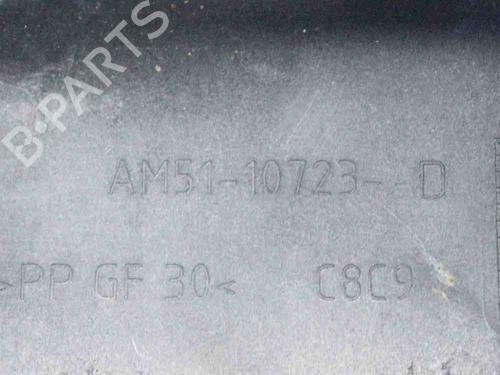 B-PARTS
AM51-10723- D
>PP GF 30< C8C9